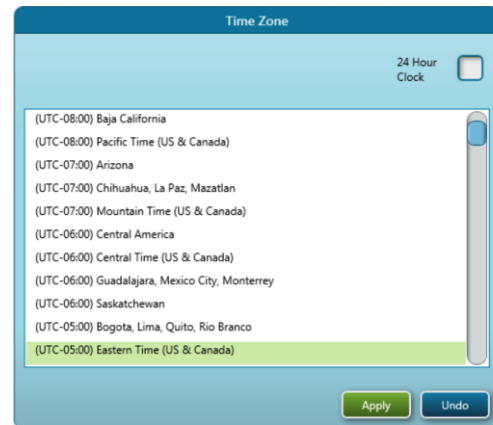 Time Zone
24 Hour
Clock
(UTC-08:00) Baja California
(UTC-08:00) Pacific Time (US & Canada)
(UTC-07:00) Arizona
(UTC-07:00) Chihuahua, La Paz, Mazatlan
(UTC-07:00) Mountain Time (US & Canada)
(UTC-06:00) Central America
(UTC-06:00) Central Time (US & Canada)
(UTC-06:00) Guadalajara, Mexico City, Monterrey
(UTC-06:00) Saskatchewan
(UTC-05:00) Bogota, Lima, Quito, Rio Branco
(UTC-05:00) Eastern Time (US & Canada)
Apply Undo